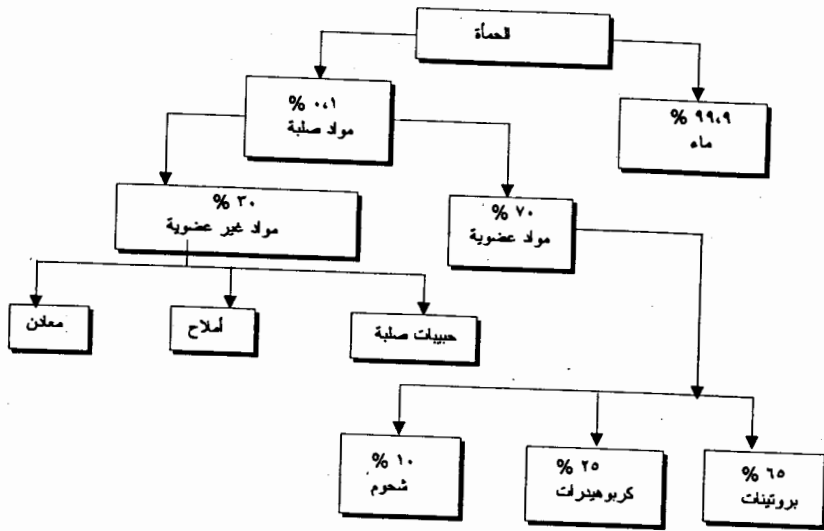 الحمأة
٠،١ %
مواد صلبة
٩٩،٩ %
ماء
٣٠ %
مواد غير عضوية
٧٠ %
مواد عضوية
معادن
أملاح
حبيبات صلبة
١٠ %
شحوم
٢٥ %
كربوهيدرات
٦٥ %
بروتينات